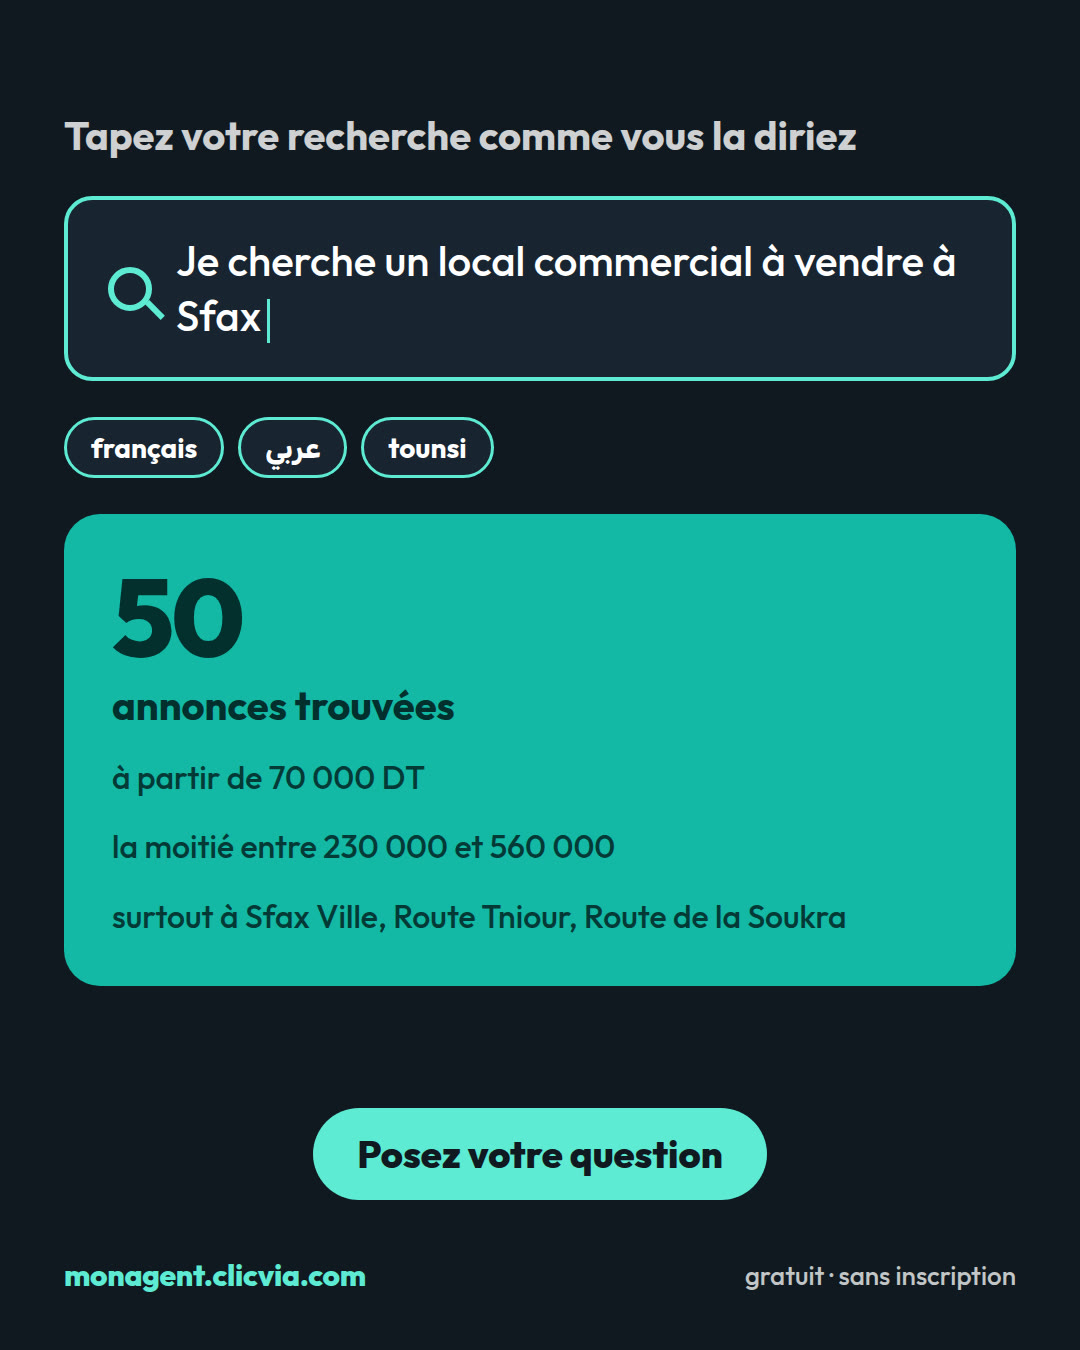 Tapez votre recherche comme vous la diriez
Je cherche un local commercial à vendre à
Sfax
français
عربي
tounsi
50
annonces trouvées
à partir de 70 000 DT
la moitié entre 230 000 et 560 000
surtout à Sfax Ville, Route Tniour, Route de la Soukra
Posez votre question
monagent.clicvia.com
gratuit · sans inscription